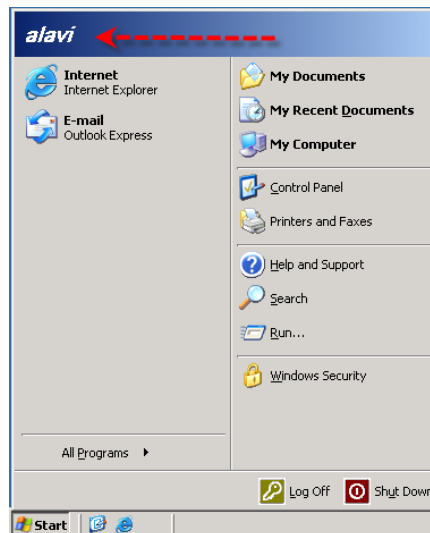 alavi
Internet
Internet Explorer
E-mail
Outlook Express
My Documents
My Recent Documents
My Computer
Control Panel
Printers and Faxes
Help and Support
Search
Run...
Windows Security
All Programs
Log Off
Shut Down
Start